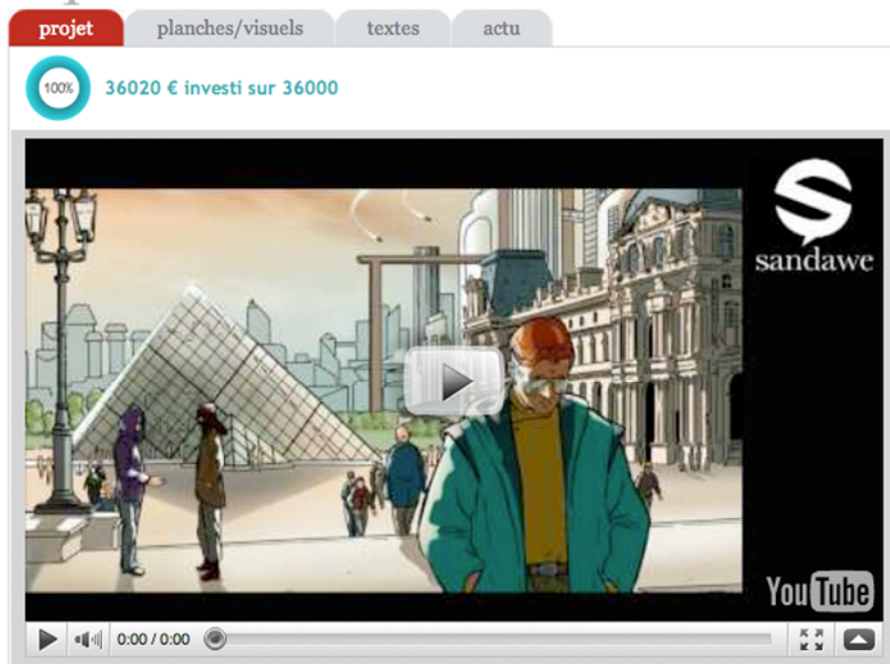 projet planches/visuels textes actu
100% 36020 € investi sur 36000
sandawe
YouTube
0:00 / 0:00